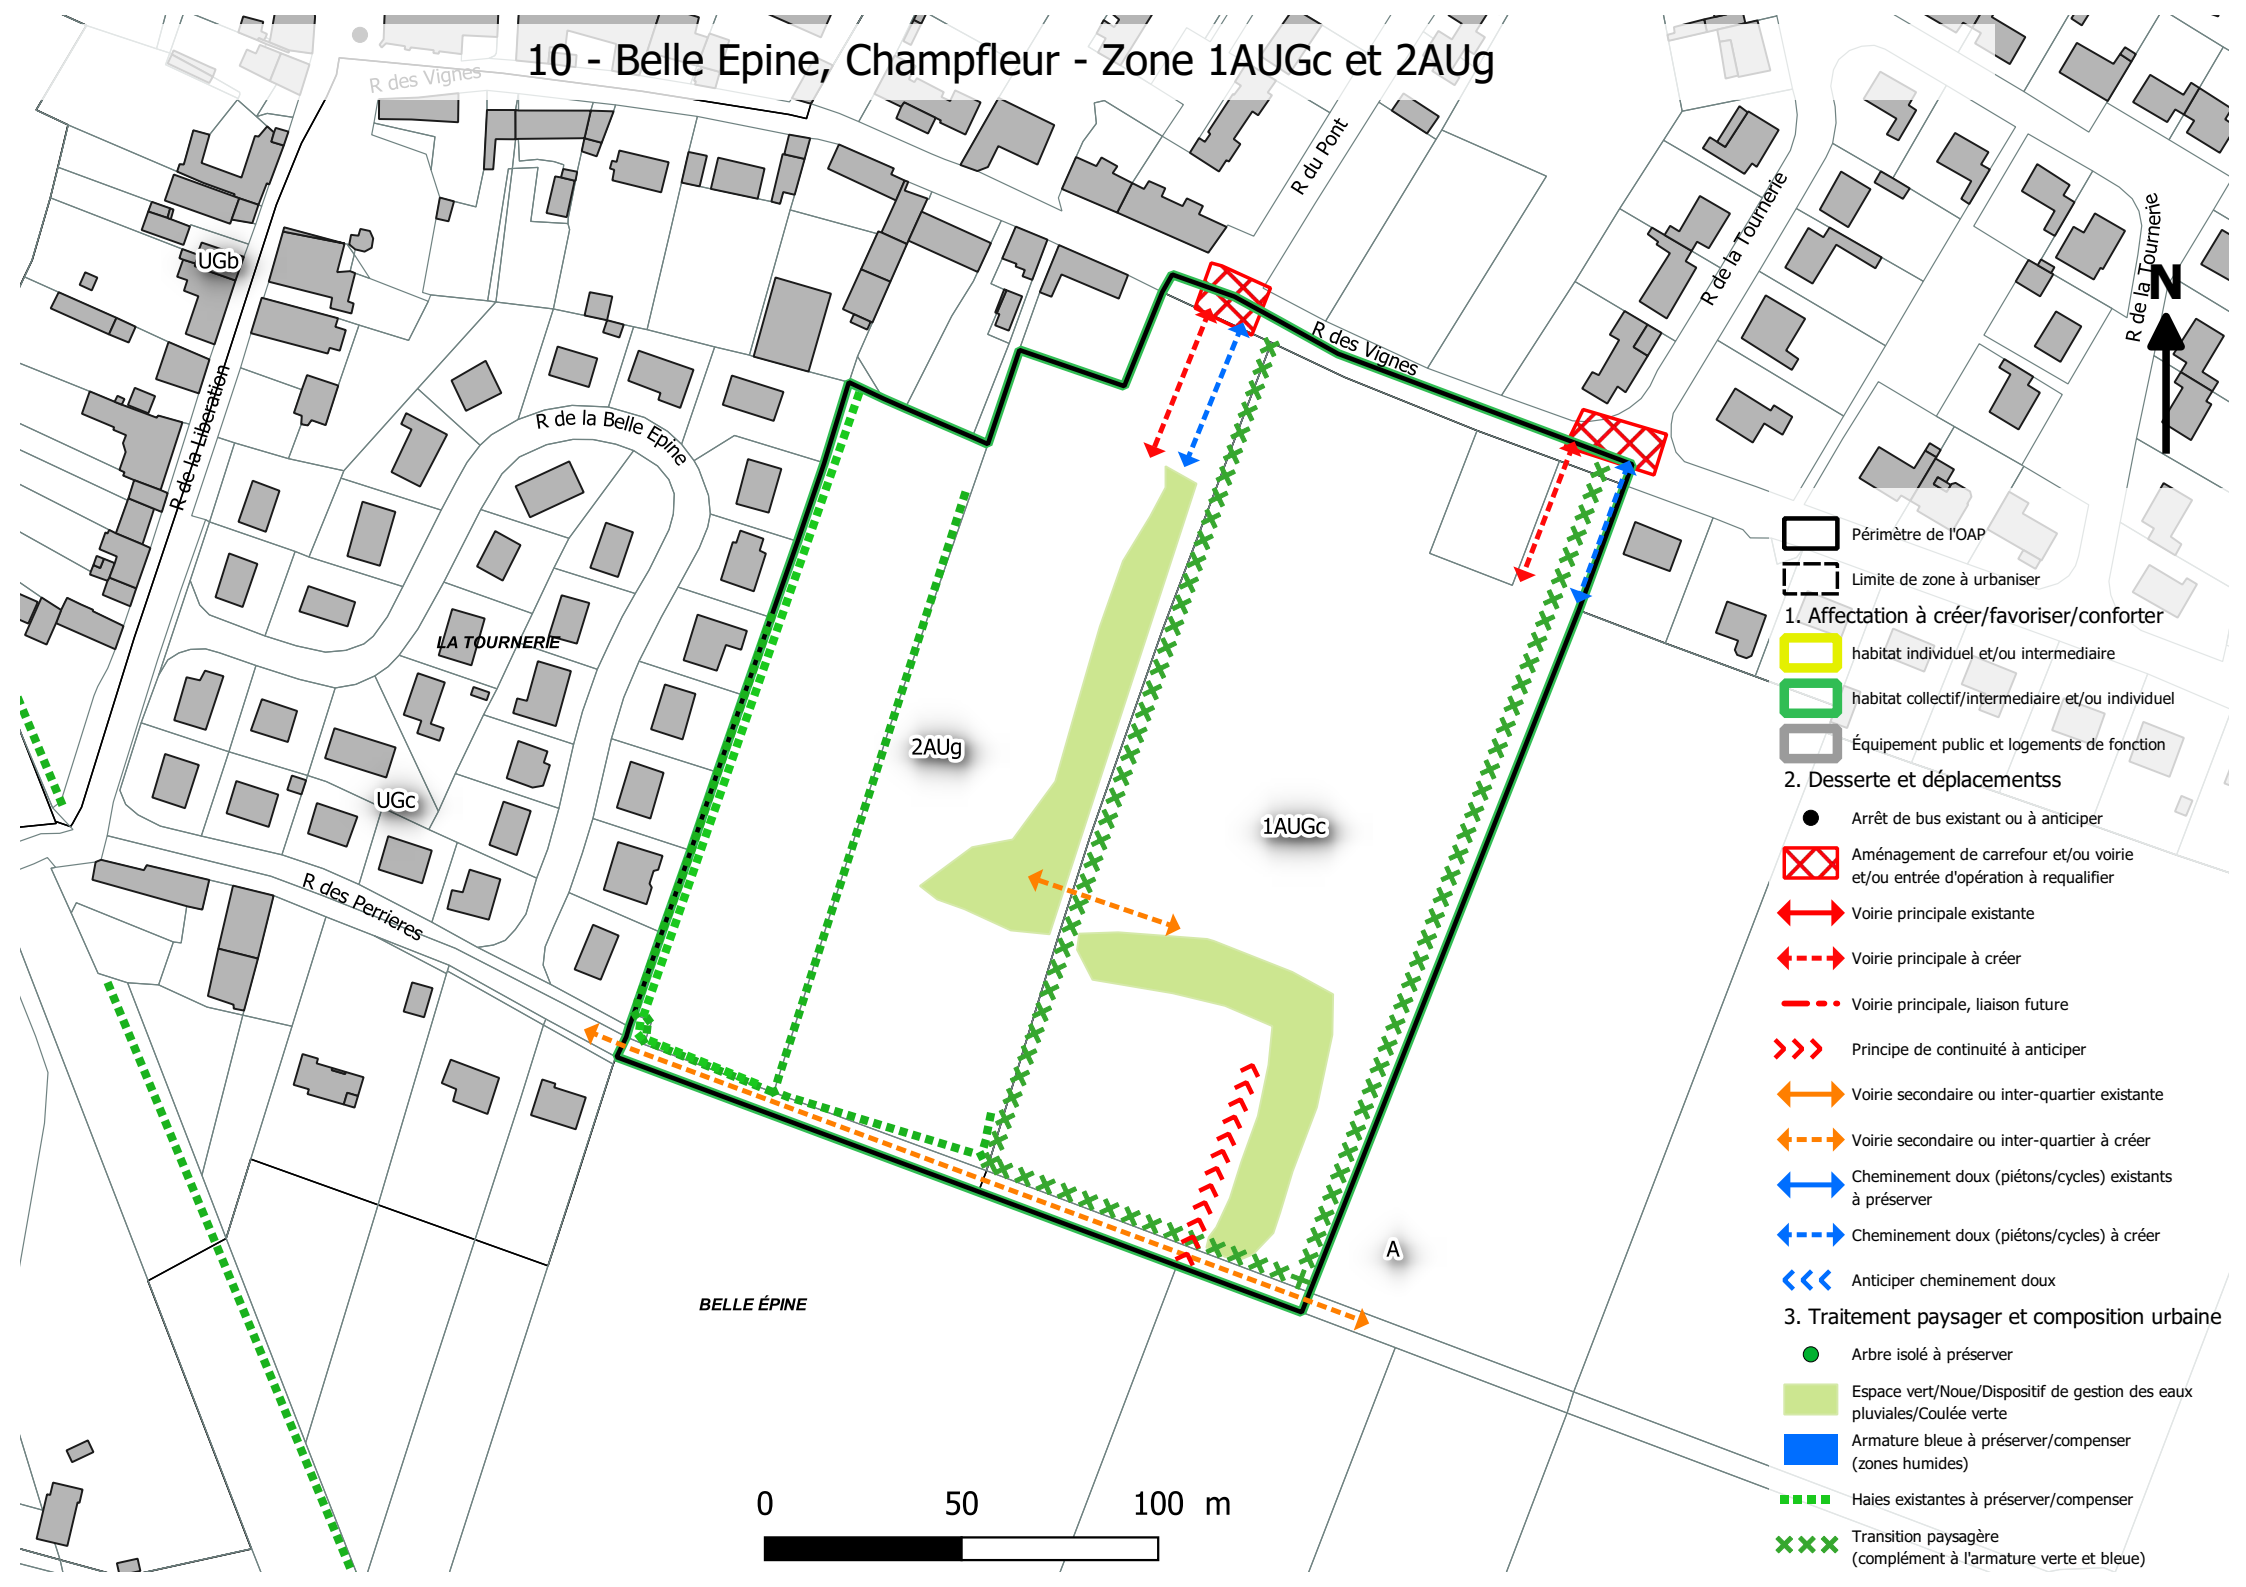 10 - Belle Epine, Champfleur - Zone 1AUGc et 2AUg
R des Vignes
R du Pont
R de la Tournerie
R de la Tournerie
UGb
N
R des Vignes
R de la Liberation
R de la Belle Epine
LA TOURNERIE
2AUg
UGc
1AUGc
R des Perrieres
A
BELLE ÉPINE
0 50 100 m
Périmètre de l'OAP
Limite de zone à urbaniser
1. Affectation à créer/favoriser/conforter
habitat individuel et/ou intermediaire
habitat collectif/intermediaire et/ou individuel
Équipement public et logements de fonction
2. Desserte et déplacementss
Arrêt de bus existant ou à anticiper
Aménagement de carrefour et/ou voirie
et/ou entrée d'opération à requalifier
Voirie principale existante
Voirie principale à créer
Voirie principale, liaison future
Principe de continuité à anticiper
Voirie secondaire ou inter-quartier existante
Voirie secondaire ou inter-quartier à créer
Cheminement doux (piétons/cycles) existants
à préserver
Cheminement doux (piétons/cycles) à créer
Anticiper cheminement doux
3. Traitement paysager et composition urbaine
Arbre isolé à préserver
Espace vert/Noue/Dispositif de gestion des eaux
pluviales/Coulée verte
Armature bleue à préserver/compenser
(zones humides)
Haies existantes à préserver/compenser
Transition paysagère
(complément à l'armature verte et bleue)